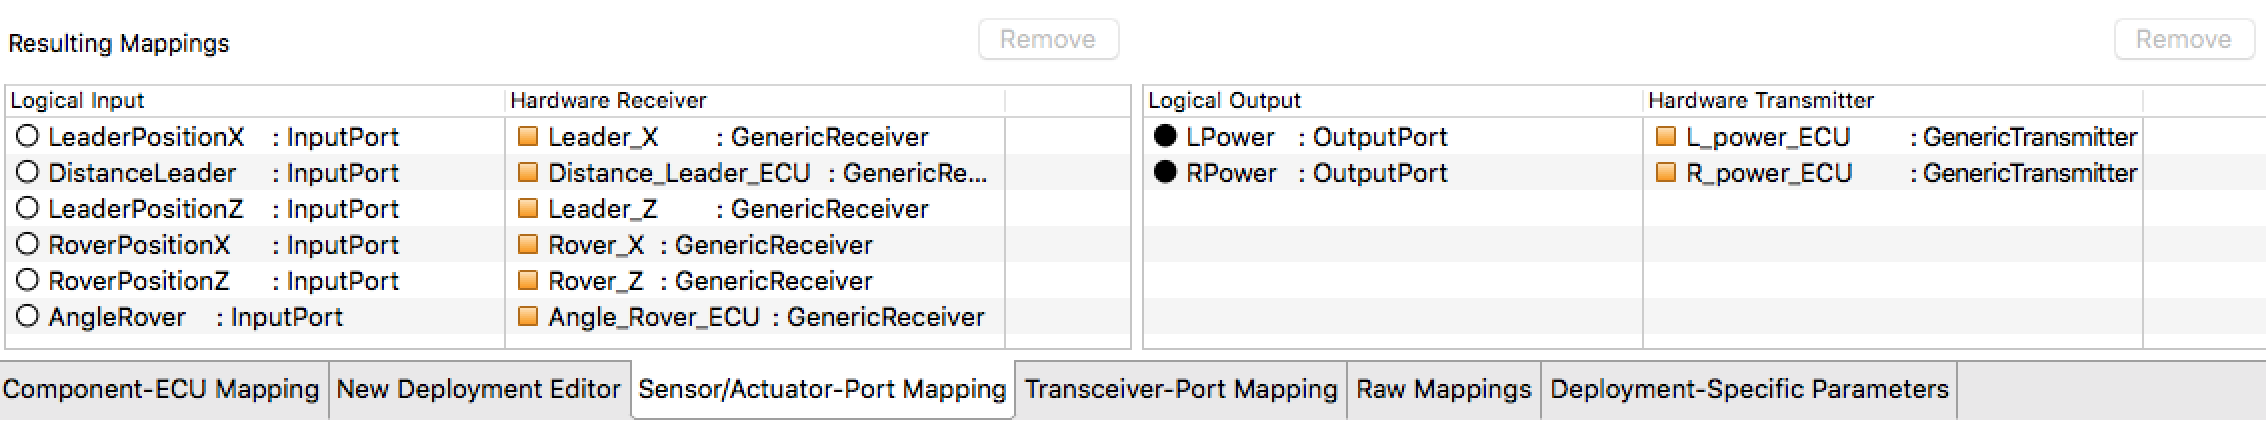 Resulting Mappings Remove Remove
Logical Input Hardware Receiver Logical Output Hardware Transmitter
LeaderPositionX : InputPort Leader_X : GenericReceiver LPower : OutputPort L_power_ECU : GenericTransmitter
DistanceLeader : InputPort Distance_Leader_ECU : GenericRe... RPower : OutputPort R_power_ECU : GenericTransmitter
LeaderPositionZ : InputPort Leader_Z : GenericReceiver
RoverPositionX : InputPort Rover_X : GenericReceiver
RoverPositionZ : InputPort Rover_Z : GenericReceiver
AngleRover : InputPort Angle_Rover_ECU : GenericReceiver
Component-ECU Mapping New Deployment Editor Sensor/Actuator-Port Mapping Transceiver-Port Mapping Raw Mappings Deployment-Specific Parameters